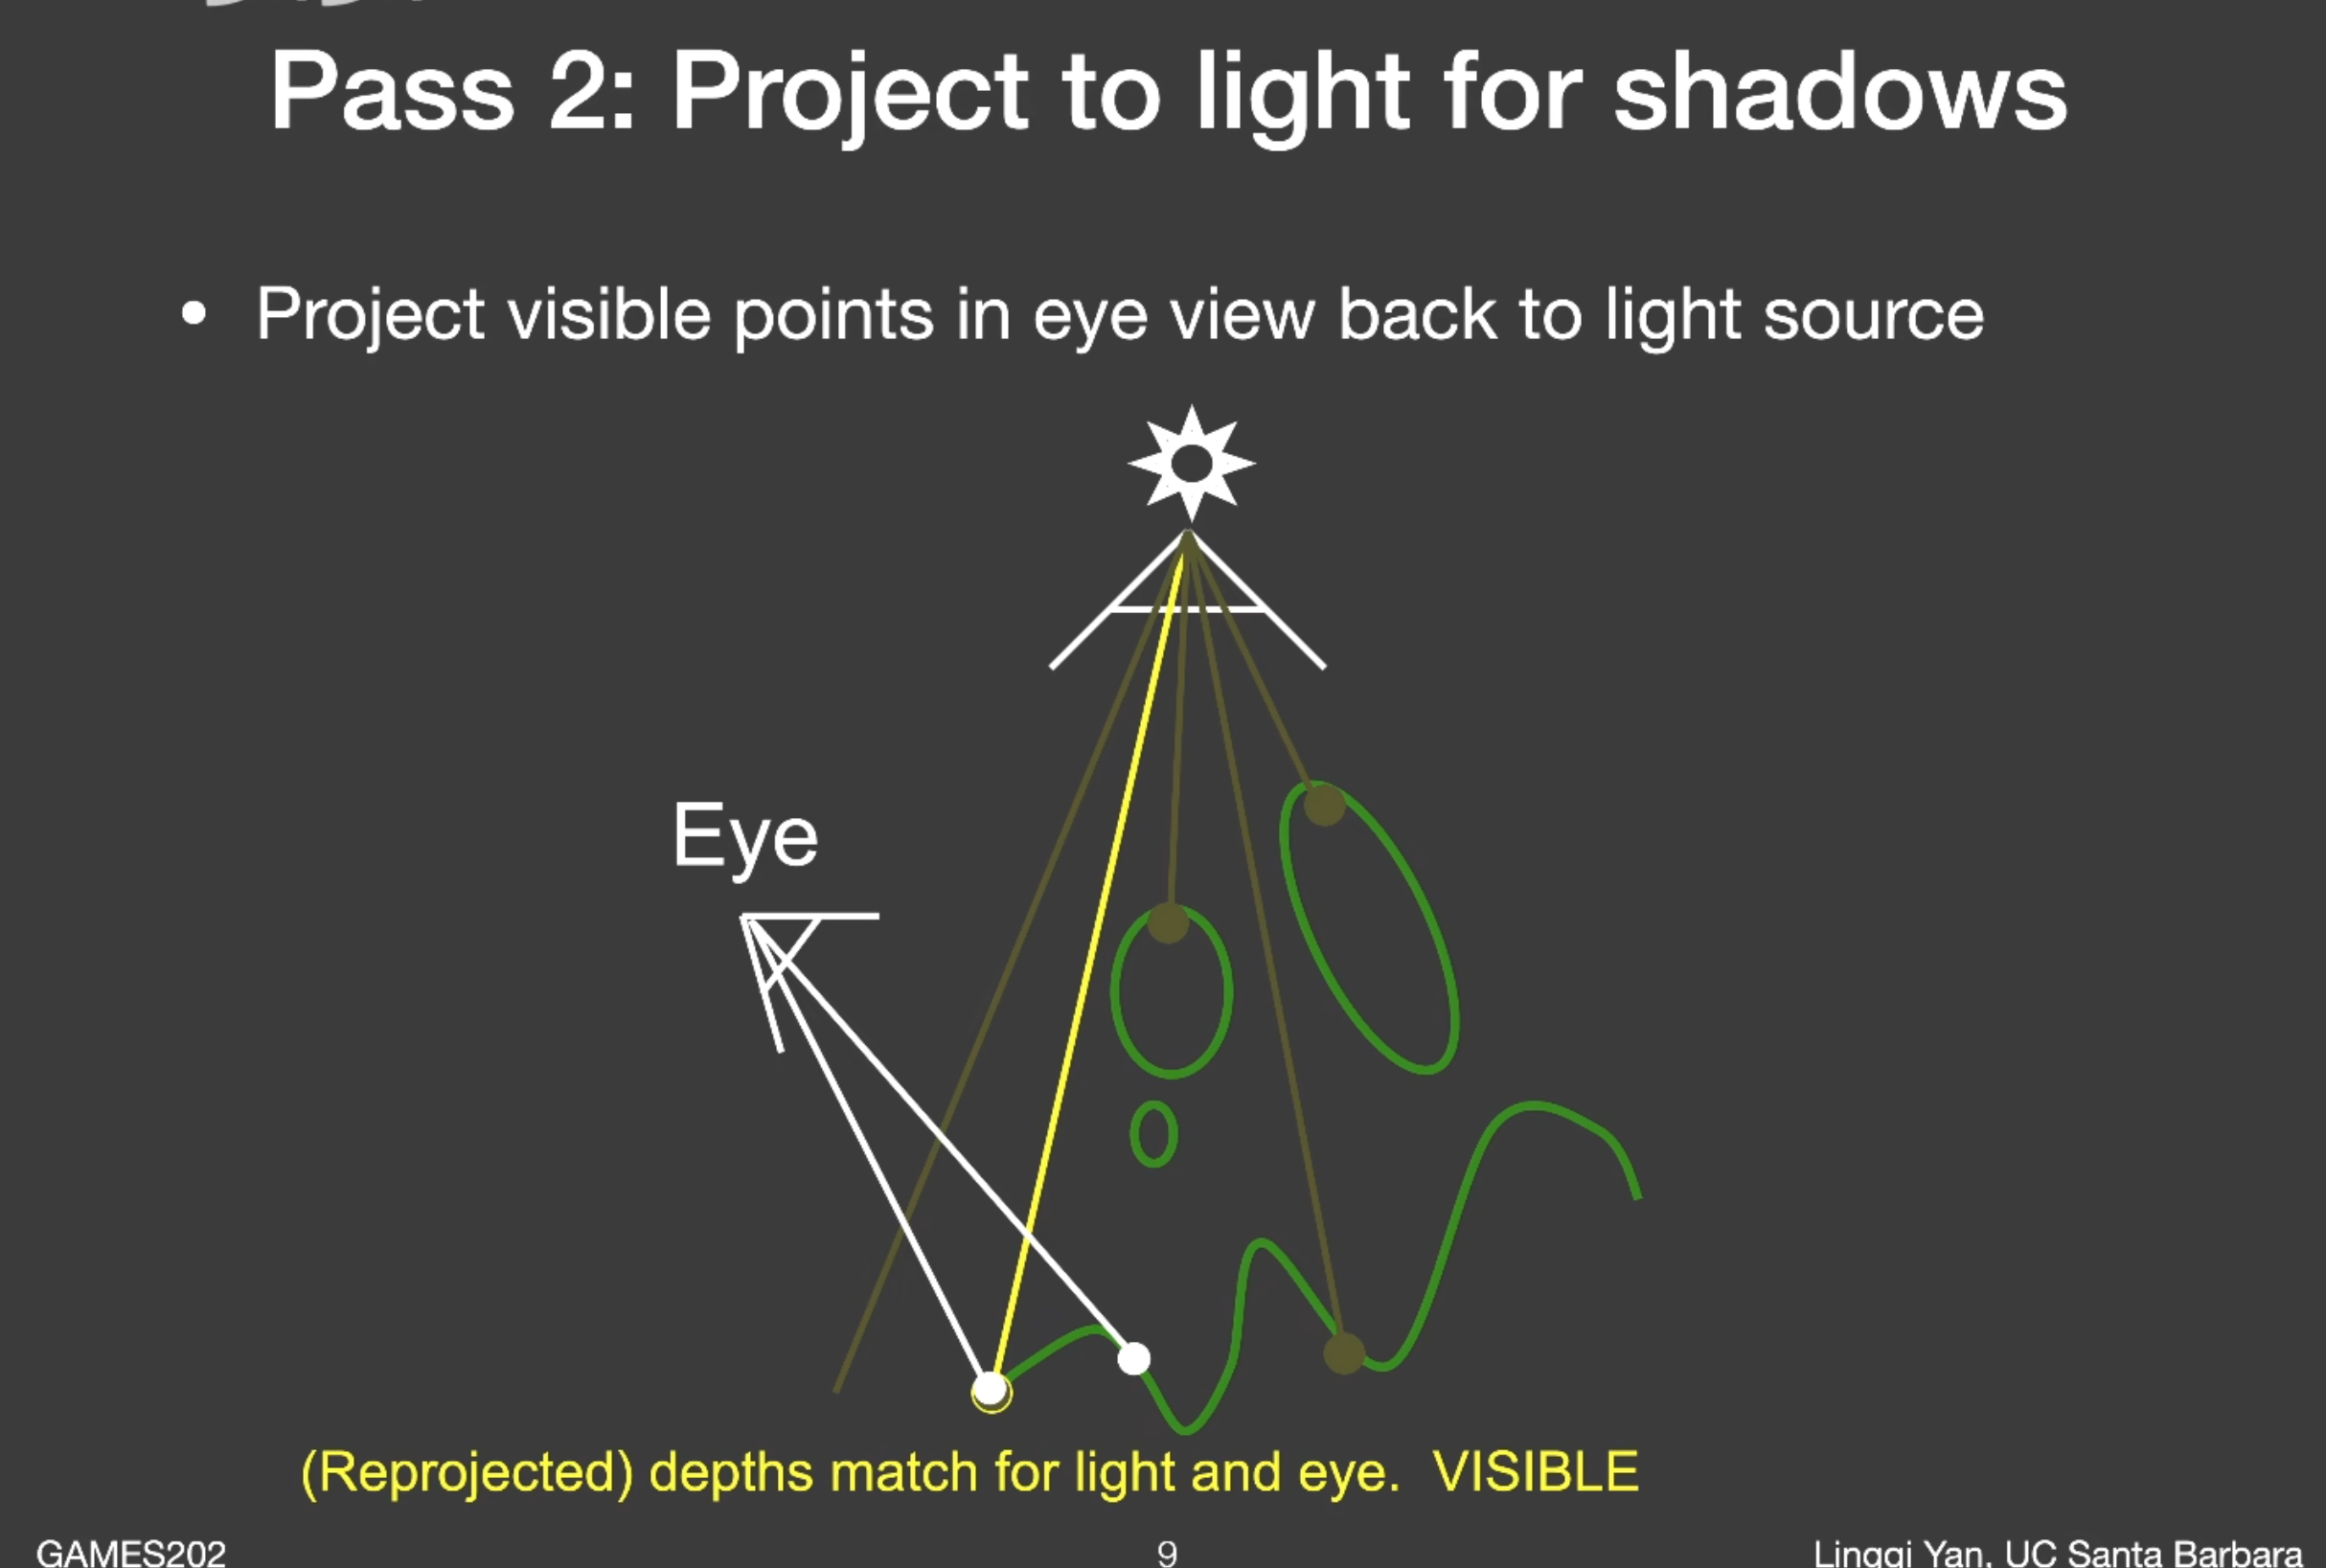 Pass 2: Project to light for shadows
• Project visible points in eye view back to light source
Eye
(Reprojected) depths match for light and eye. VISIBLE
GAMES202
9
Lingqi Yan, UC Santa Barbara